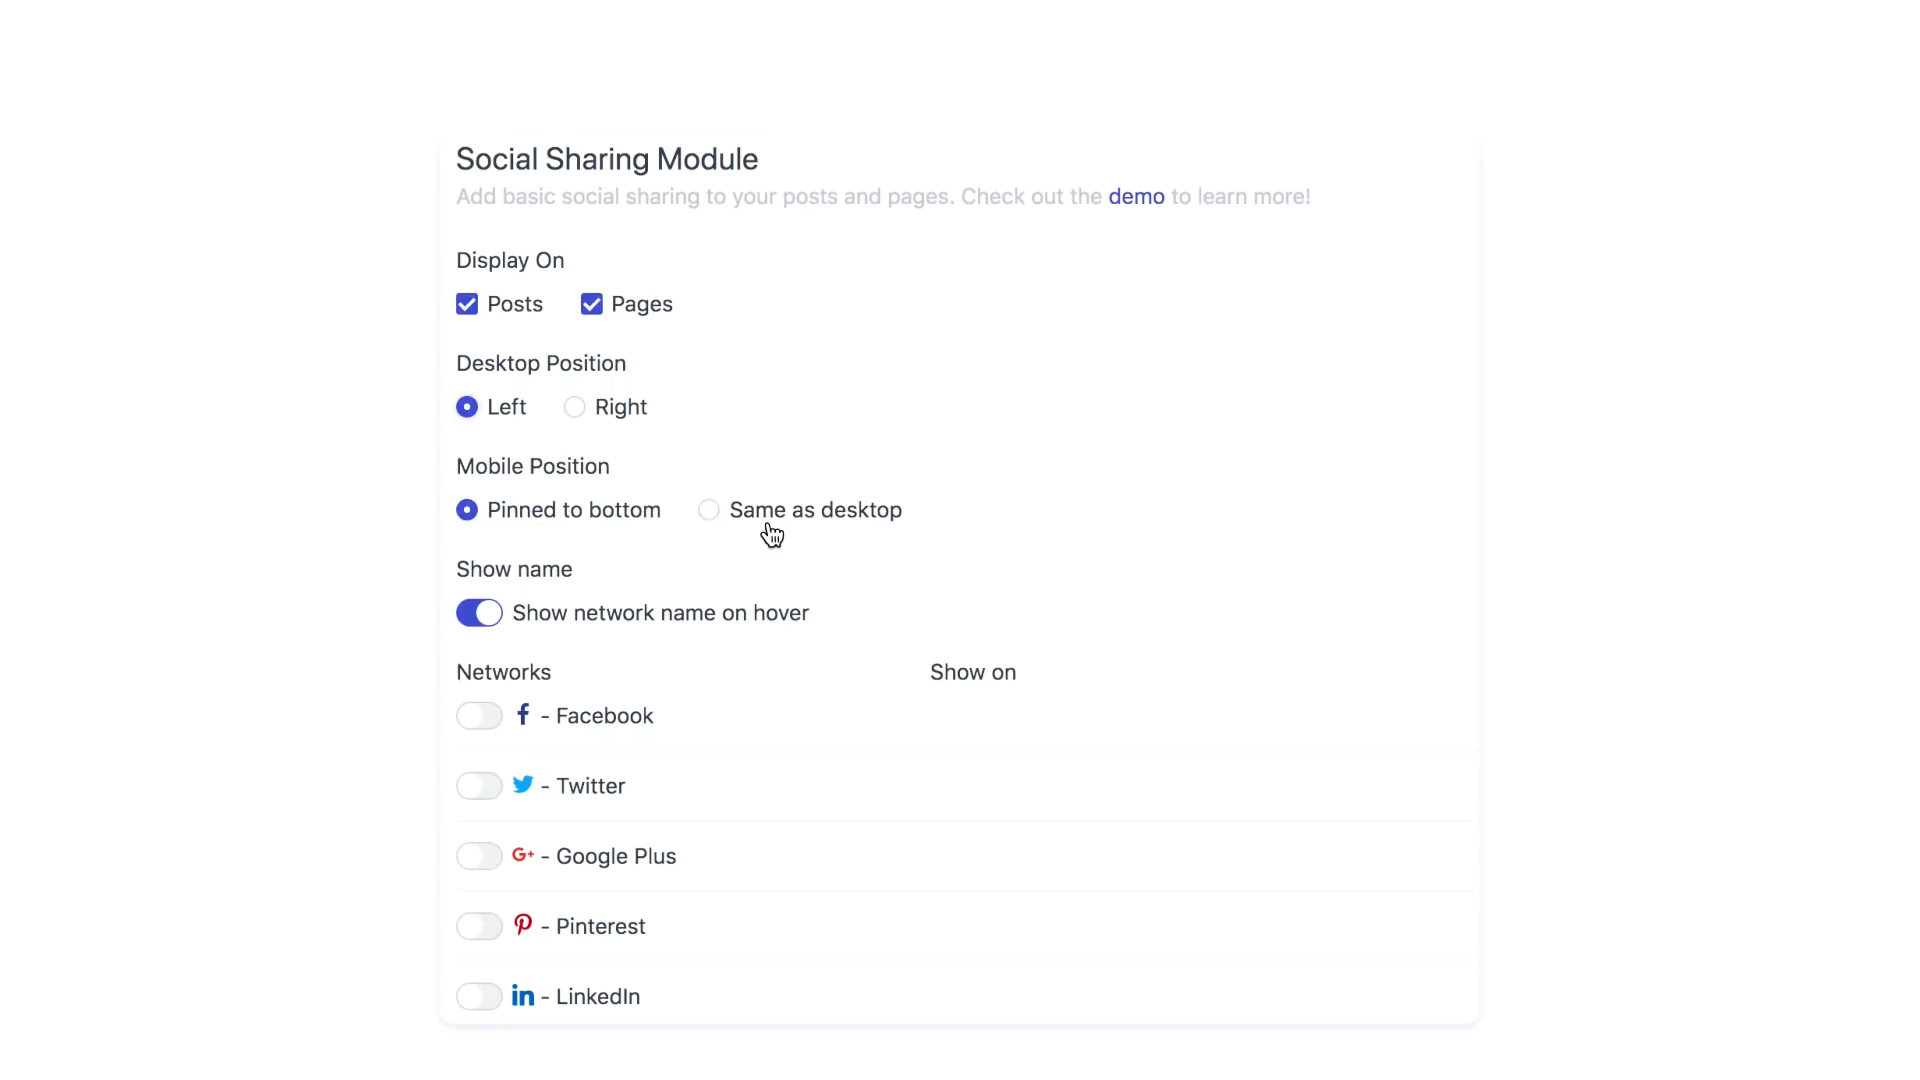 Social Sharing Module
Add basic social sharing to your posts and pages. Check out the demo to learn more!
Display On
Posts Pages
Desktop Position
Left Right
Mobile Position
Pinned to bottom Same as desktop
Show name
Show network name on hover
Networks Show on
- Facebook
- Twitter
G+ - Google Plus
- Pinterest
in - LinkedIn